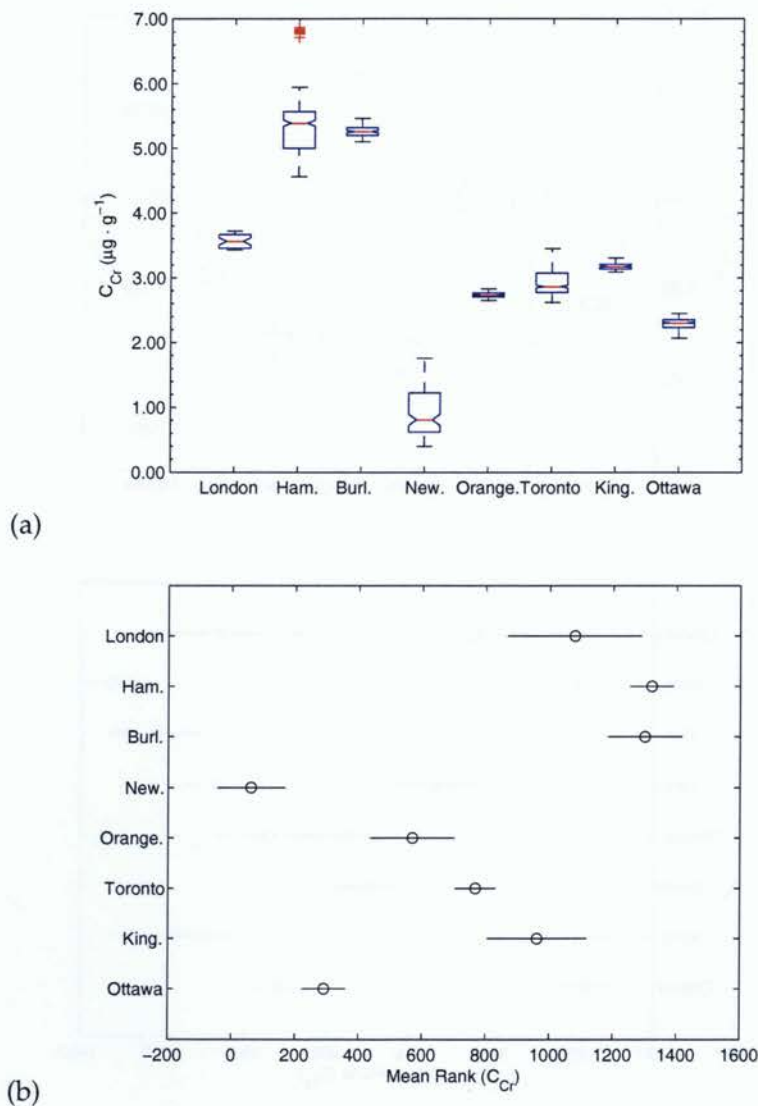 7.00
6.00
5.00
4.00
3.00
2.00
1.00
0.00
C_Cr (µg · g⁻¹)
London Ham. Burl. New. Orange. Toronto King. Ottawa
(a)
London
Ham.
Burl.
New.
Orange.
Toronto
King.
Ottawa
-200 0 200 400 600 800 1000 1200 1400 1600
Mean Rank (C_Cr)
(b)